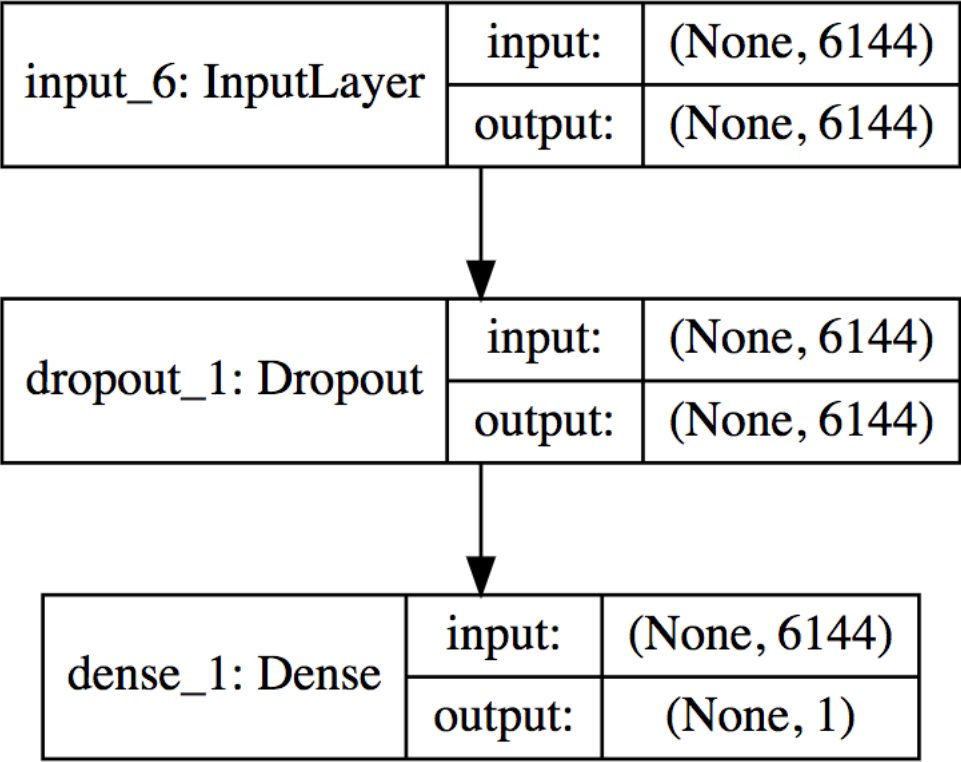 input_6: InputLayer
input: (None, 6144)
output: (None, 6144)
dropout_1: Dropout
input: (None, 6144)
output: (None, 6144)
dense_1: Dense
input: (None, 6144)
output: (None, 1)